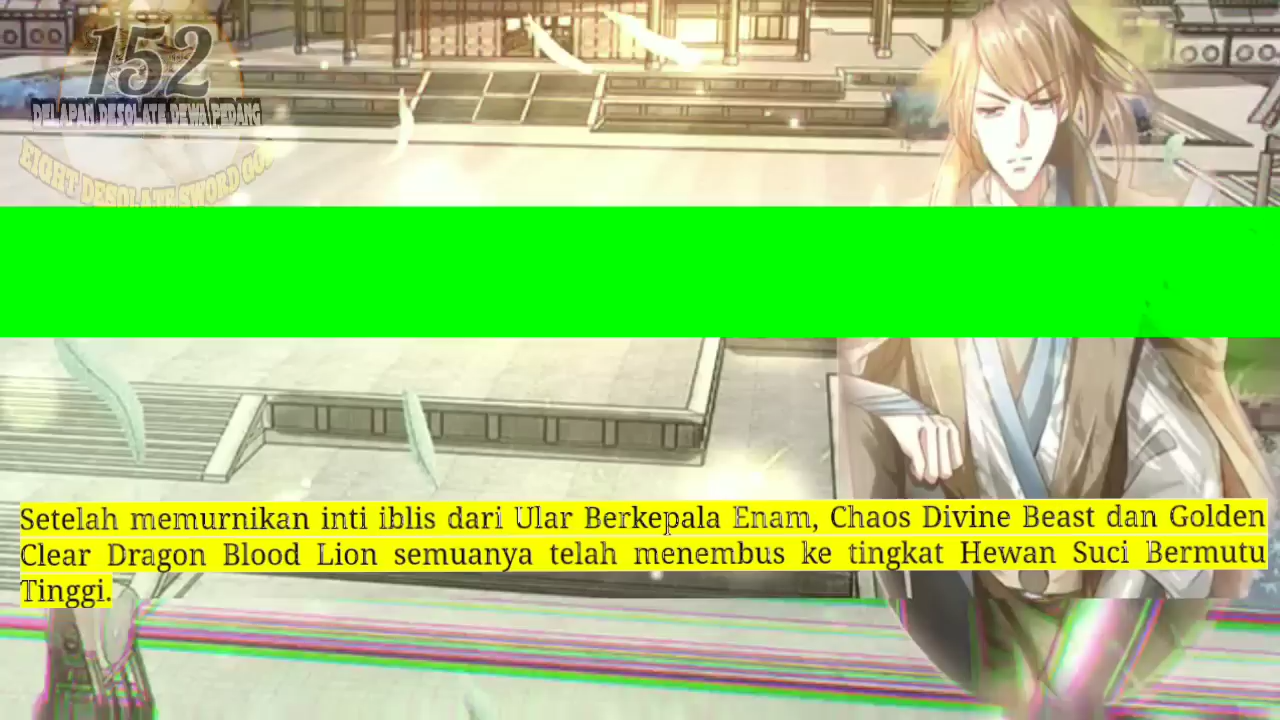 152
DELAPAN DESOLATE DEWA PEDANG
EIGHT DESOLATE SWORD GOD
Setelah memurnikan inti iblis dari Ular Berkepala Enam, Chaos Divine Beast dan Golden
Clear Dragon Blood Lion semuanya telah menembus ke tingkat Hewan Suci Bermutu
Tinggi.